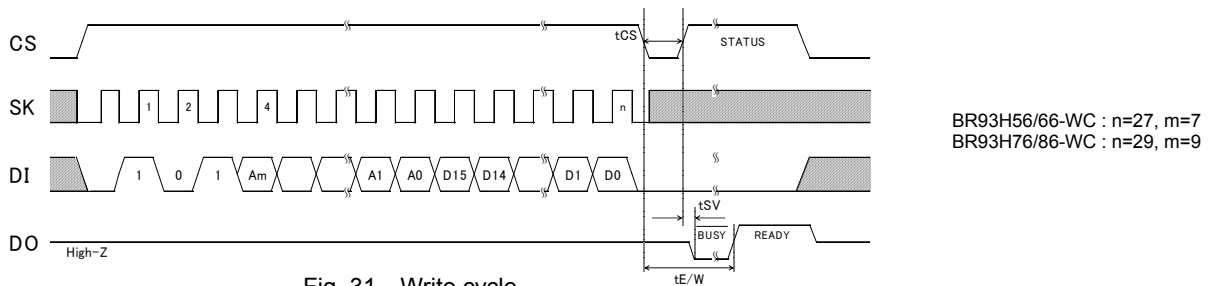 CS
tCS
STATUS
SK
1 2 4 n
BR93H56/66-WC : n=27, m=7
BR93H76/86-WC : n=29, m=9
DI
1 0 1 Am A1 A0 D15 D14 D1 D0
tSV
DO
High-Z
BUSY READY
tE/W
Fig. 31 Write cycle